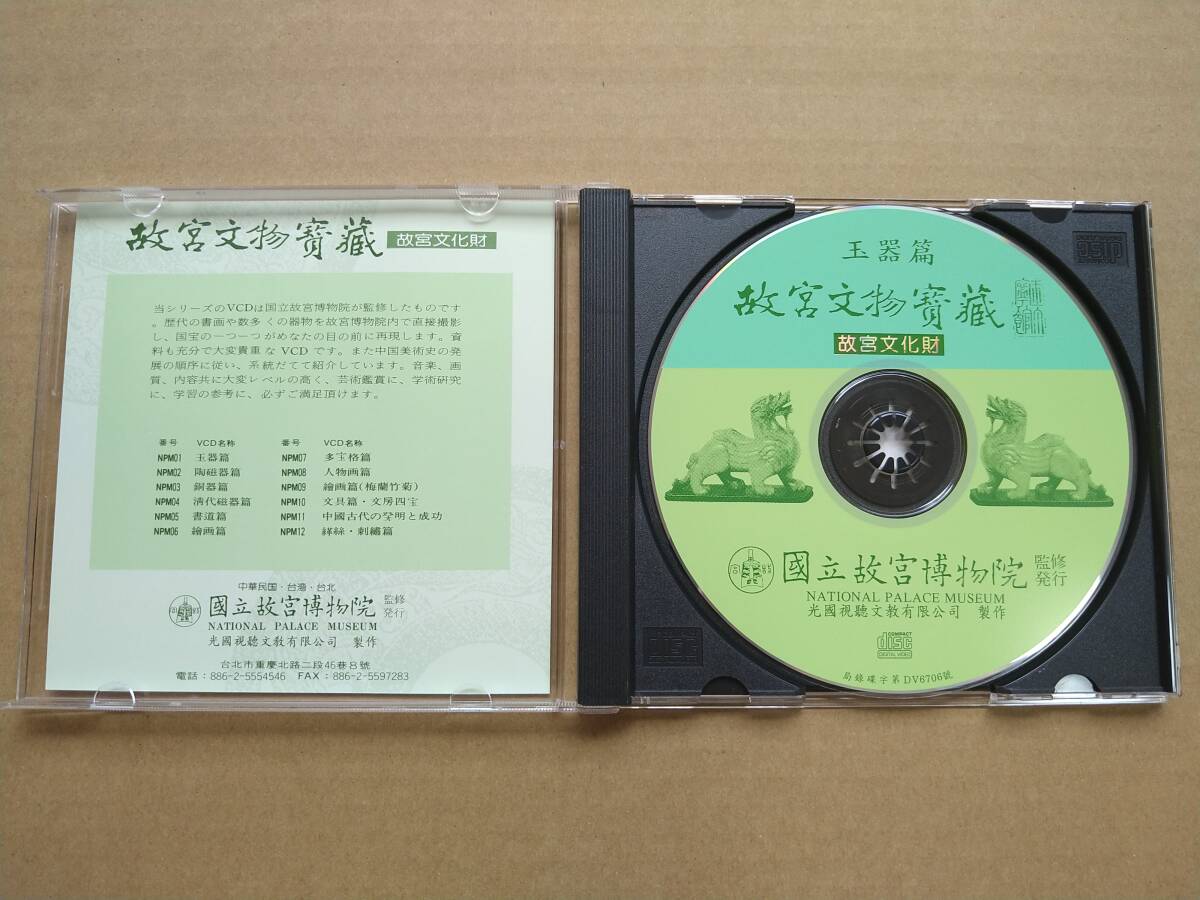 故宮文物寶藏 故宮文化財
当シリーズのVCDは国立故宮博物院が監修したものです
。歴代の書画や数多くの器物を故宮博物院内で直接撮影
し、国宝の一つ一つがめなたの目の前に再現します。資
料も充分で大変貴重な VCD です。また中国美術史の発
展の順序に従い、系統だてて紹介しています。音楽、画
質、内容共に大変レベルの高く、芸術鑑賞に、学術研究
に、学習の参考に、必ずご満足頂けます。
番号 VCD名称 番号 VCD名称
NPM01 玉器篇 NPM07 多宝格篇
NPM02 陶磁器篇 NPM08 人物画篇
NPM03 銅器篇 NPM09 繪画篇(梅蘭竹菊)
NPM04 清代磁器篇 NPM10 文具篇・文房四宝
NPM05 書道篇 NPM11 中國古代の發明と成功
NPM06 繪画篇 NPM12 緙絲・刺繡篇
中華民国・台湾・台北
國立故宮博物院 監修 発行
NATIONAL PALACE MUSEUM
光國視聽文教有限公司 製作
台北市重慶北路二段46巷8號
電話：886-2-5554546 FAX：886-2-5597283
玉器篇
故宮文物寶藏
故宮文化財
國立故宮博物院 監修 発行
NATIONAL PALACE MUSEUM
光國視聽文教有限公司 製作
COMPACT
disc
DIGITAL VIDEO
局錄碟字第DV6706號